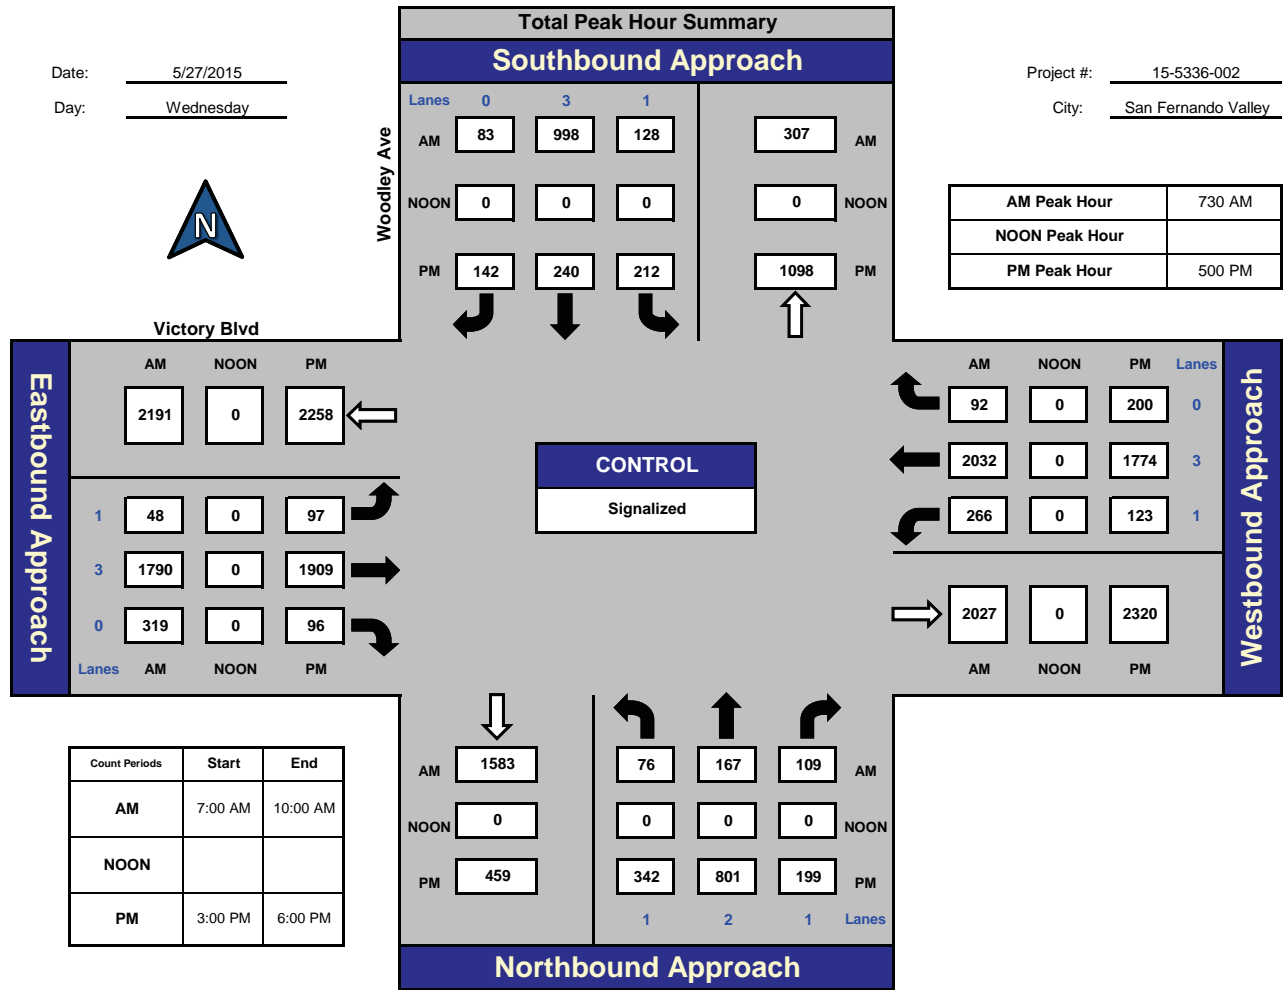 Total Peak Hour Summary
Southbound Approach
Date: 5/27/2015
Day: Wednesday
Project #: 15-5336-002
City: San Fernando Valley
N
Woodley Ave
Lanes 0 3 1
AM 83 998 128 307 AM
NOON 0 0 0 0 NOON
PM 142 240 212 1098 PM
AM Peak Hour 730 AM
NOON Peak Hour
PM Peak Hour 500 PM
Victory Blvd
Eastbound Approach
AM NOON PM
2191 0 2258
1 48 0 97
3 1790 0 1909
0 319 0 96
Lanes AM NOON PM
CONTROL
Signalized
AM NOON PM Lanes
92 0 200 0
2032 0 1774 3
266 0 123 1
2027 0 2320
AM NOON PM
Westbound Approach
Count Periods Start End
AM 7:00 AM 10:00 AM
NOON
PM 3:00 PM 6:00 PM
AM 1583 76 167 109 AM
NOON 0 0 0 0 NOON
PM 459 342 801 199 PM
1 2 1 Lanes
Northbound Approach